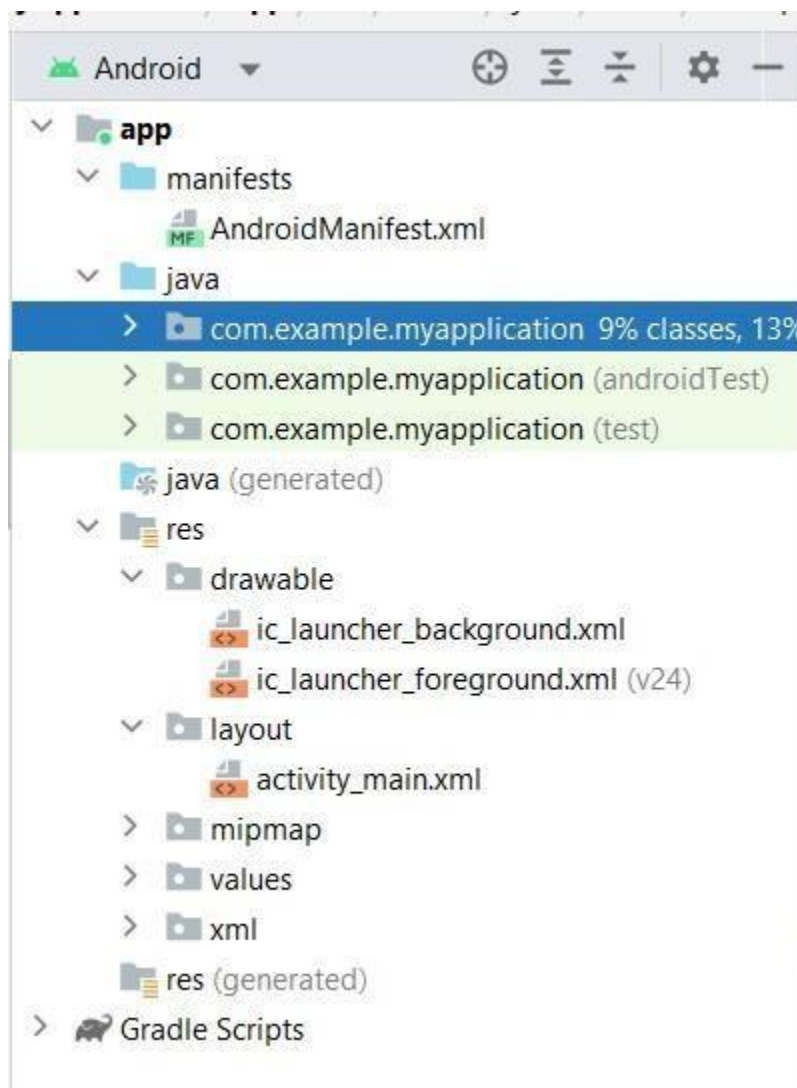 Android
app
manifests
MF AndroidManifest.xml
java
com.example.myapplication 9% classes, 13%
com.example.myapplication (androidTest)
com.example.myapplication (test)
java (generated)
res
drawable
<> ic_launcher_background.xml
<> ic_launcher_foreground.xml (v24)
layout
<> activity_main.xml
mipmap
values
xml
res (generated)
Gradle Scripts